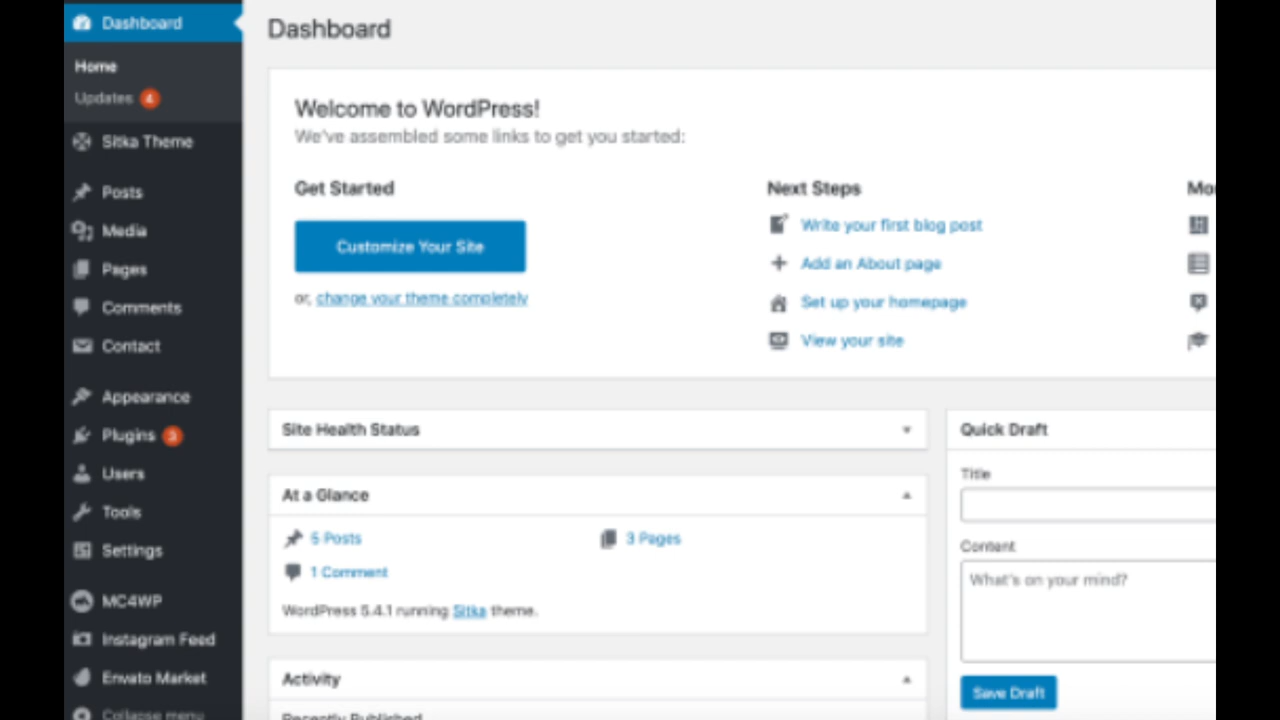 Dashboard
Home
Updates 4
Sitka Theme
Posts
Media
Pages
Comments
Contact
Appearance
Plugins 3
Users
Tools
Settings
MC4WP
Instagram Feed
Envato Market
Collapse menu
Dashboard
Welcome to WordPress!
We've assembled some links to get you started:
Get Started
Customize Your Site
or, change your theme completely
Next Steps
Write your first blog post
Add an About page
Set up your homepage
View your site
Site Health Status
At a Glance
5 Posts
3 Pages
1 Comment
WordPress 5.4.1 running Sitka theme.
Activity
Recently Published
Quick Draft
Title
Content
What's on your mind?
Save Draft